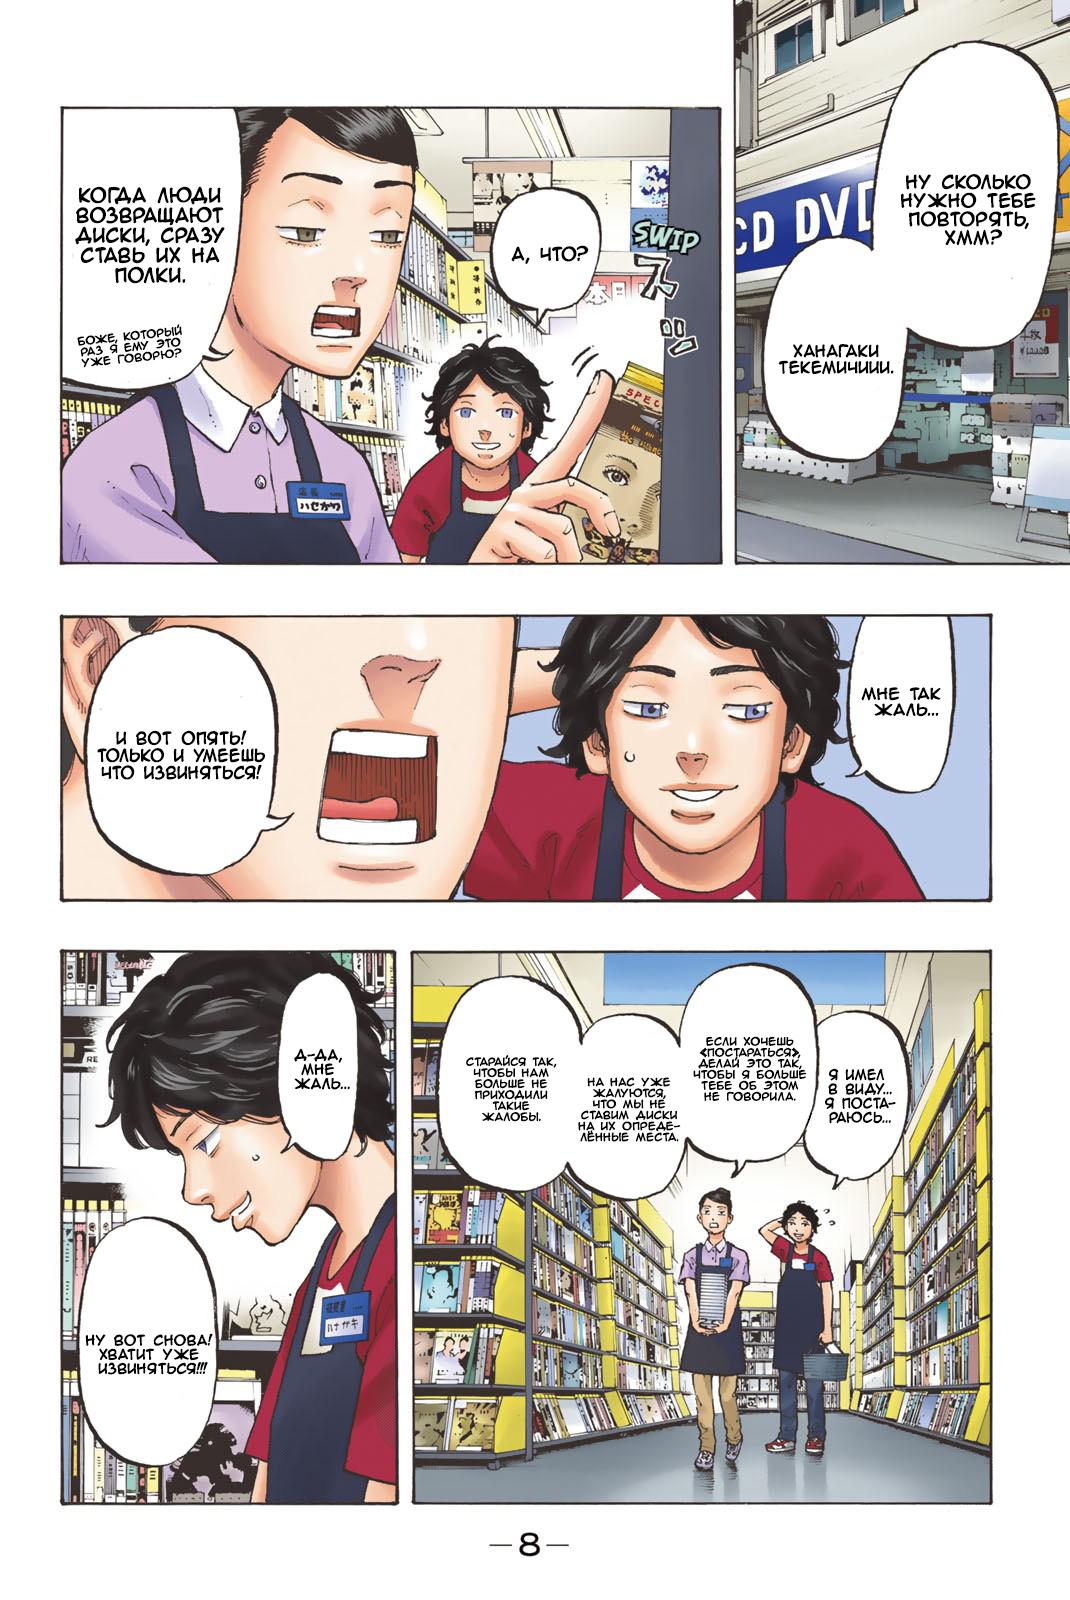 НУ СКОЛЬКО
НУЖНО ТЕБЕ
ПОВТОРЯТЬ,
ХММ?
CD DVD
ХАНАГАКИ
ТЕКЕМИЧИИИ.
SWIP
А, ЧТО?
КОГДА ЛЮДИ
ВОЗВРАЩАЮТ
ДИСКИ, СРАЗУ
СТАВЬ ИХ НА
ПОЛКИ.
БОЖЕ, КОТОРЫЙ
РАЗ Я ЕМУ ЭТО
УЖЕ ГОВОРЮ?
本日
SPEC
店長
ハセガワ
МНЕ ТАК
ЖАЛЬ...
И ВОТ ОПЯТЬ!
ТОЛЬКО И УМЕЕШЬ
ЧТО ИЗВИНЯТЬСЯ!
Я ИМЕЛ
В ВИДУ...
Я ПОСТА-
РАЮСЬ...
ЕСЛИ ХОЧЕШЬ
«ПОСТАРАТЬСЯ»,
ДЕЛАЙ ЭТО ТАК,
ЧТОБЫ Я БОЛЬШЕ
ТЕБЕ ОБ ЭТОМ
НЕ ГОВОРИЛА.
НА НАС УЖЕ
ЖАЛУЮТСЯ,
ЧТО МЫ НЕ
СТАВИМ ДИСКИ
НА ИХ ОПРЕДЕ-
ЛЁННЫЕ МЕСТА.
СТАРАЙСЯ ТАК,
ЧТОБЫ НАМ
БОЛЬШЕ НЕ
ПРИХОДИЛИ
ТАКИЕ
ЖАЛОБЫ.
Д-ДА,
МНЕ
ЖАЛЬ...
ハナガキ
НУ ВОТ СНОВА!
ХВАТИТ УЖЕ
ИЗВИНЯТЬСЯ!!!
—8—